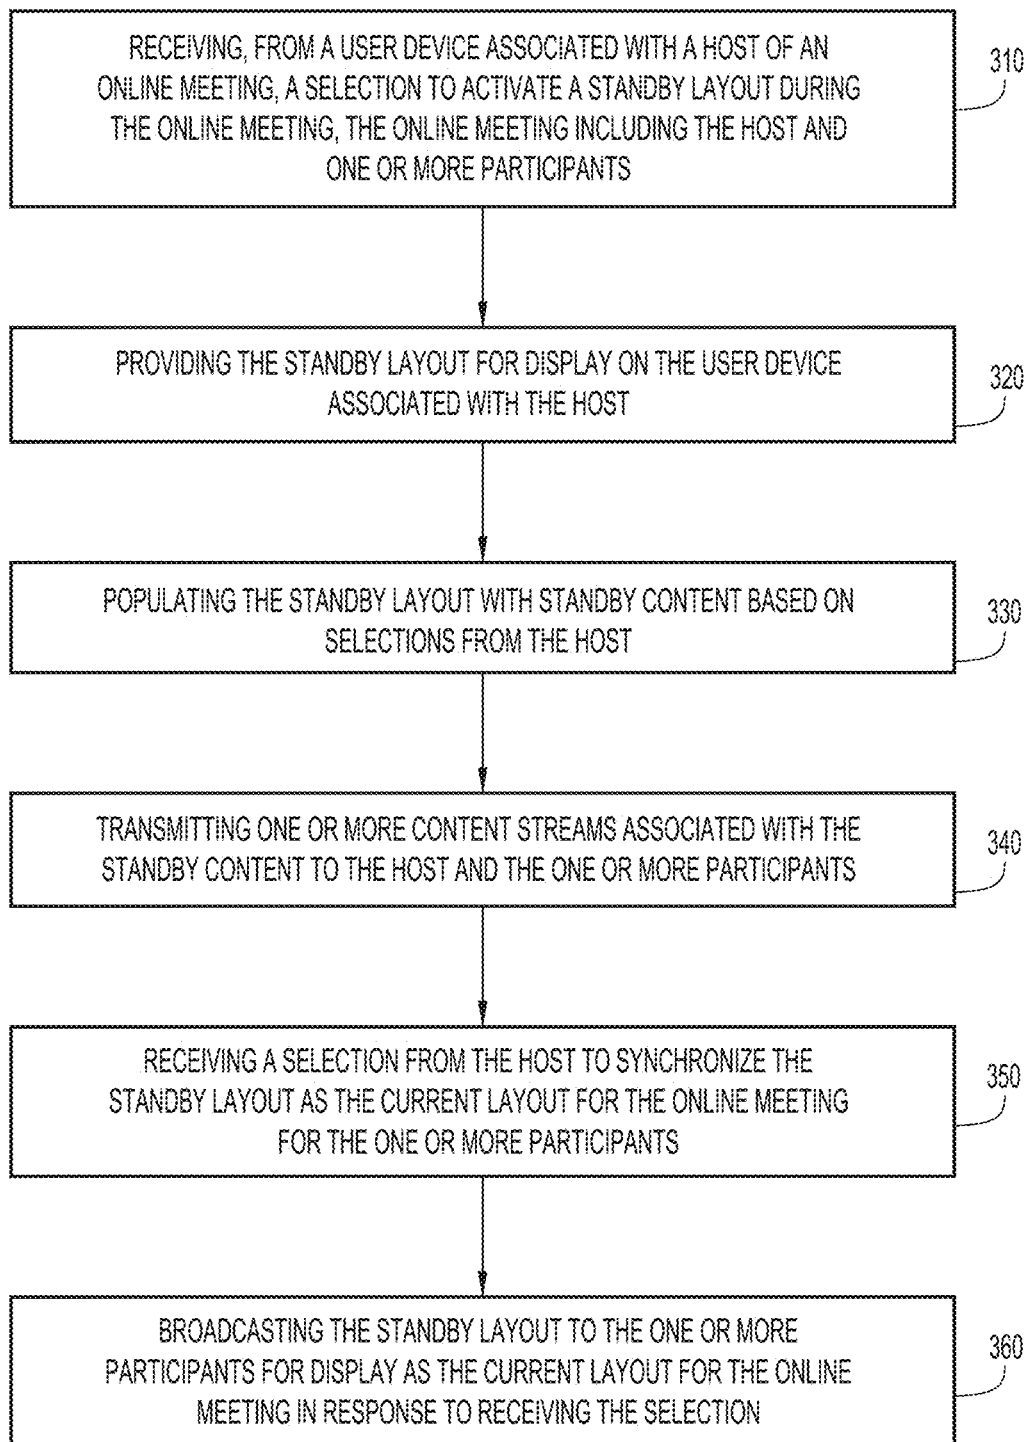 RECEIVING, FROM A USER DEVICE ASSOCIATED WITH A HOST OF AN
ONLINE MEETING, A SELECTION TO ACTIVATE A STANDBY LAYOUT DURING
THE ONLINE MEETING, THE ONLINE MEETING INCLUDING THE HOST AND
ONE OR MORE PARTICIPANTS
310
PROVIDING THE STANDBY LAYOUT FOR DISPLAY ON THE USER DEVICE
ASSOCIATED WITH THE HOST
320
POPULATING THE STANDBY LAYOUT WITH STANDBY CONTENT BASED ON
SELECTIONS FROM THE HOST
330
TRANSMITTING ONE OR MORE CONTENT STREAMS ASSOCIATED WITH THE
STANDBY CONTENT TO THE HOST AND THE ONE OR MORE PARTICIPANTS
340
RECEIVING A SELECTION FROM THE HOST TO SYNCHRONIZE THE
STANDBY LAYOUT AS THE CURRENT LAYOUT FOR THE ONLINE MEETING
FOR THE ONE OR MORE PARTICIPANTS
350
BROADCASTING THE STANDBY LAYOUT TO THE ONE OR MORE
PARTICIPANTS FOR DISPLAY AS THE CURRENT LAYOUT FOR THE ONLINE
MEETING IN RESPONSE TO RECEIVING THE SELECTION
360